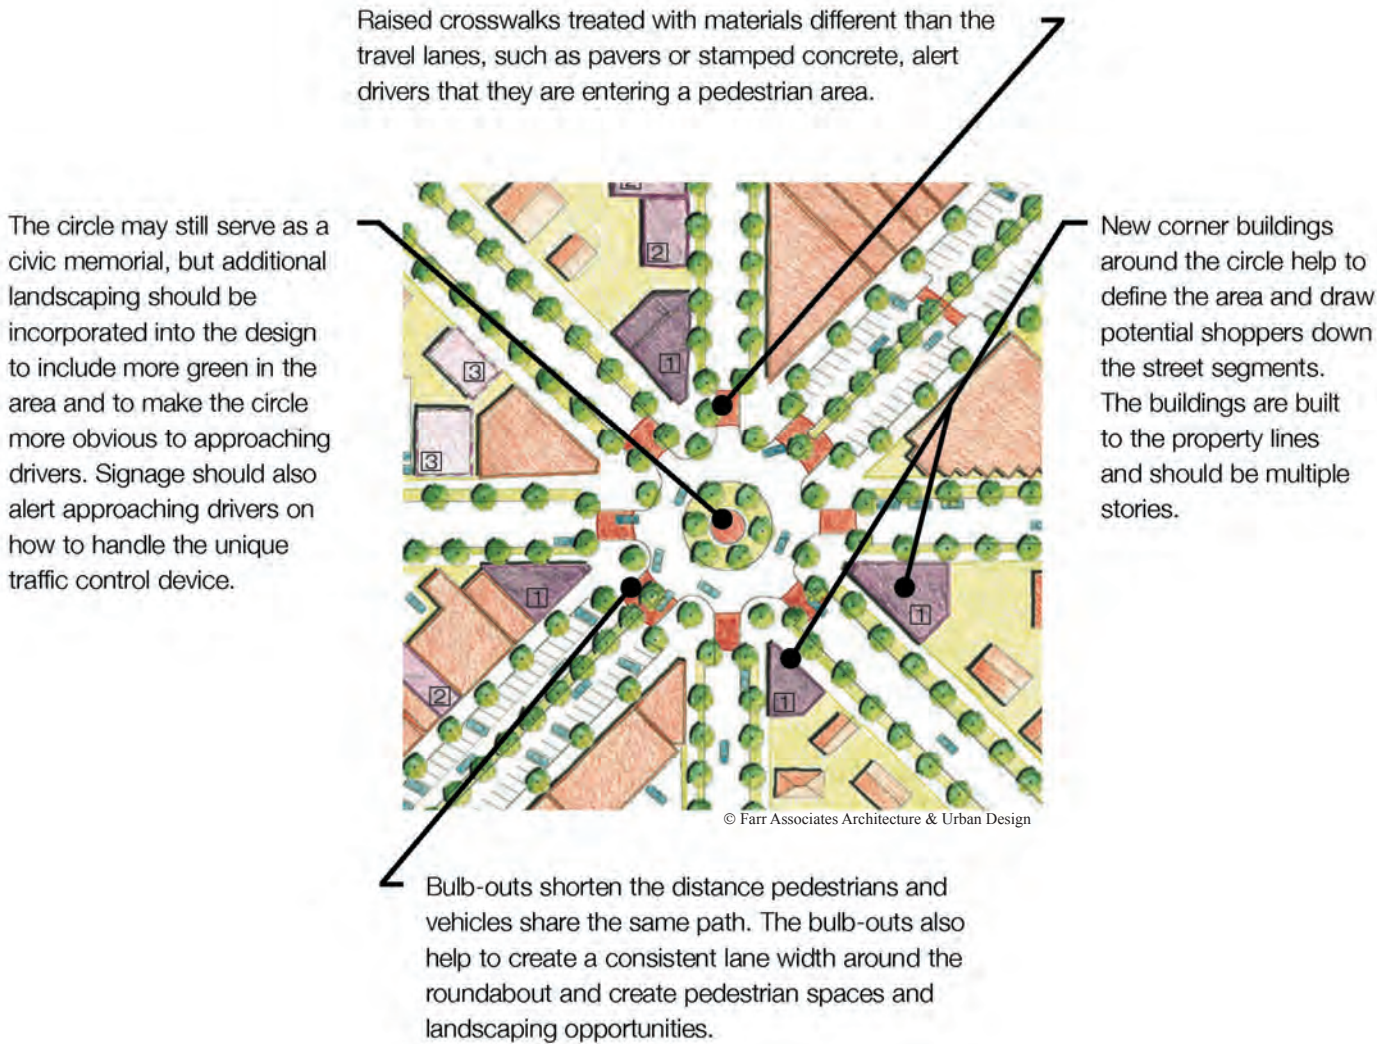 Raised crosswalks treated with materials different than the
travel lanes, such as pavers or stamped concrete, alert
drivers that they are entering a pedestrian area.
The circle may still serve as a
civic memorial, but additional
landscaping should be
incorporated into the design
to include more green in the
area and to make the circle
more obvious to approaching
drivers. Signage should also
alert approaching drivers on
how to handle the unique
traffic control device.
New corner buildings
around the circle help to
define the area and draw
potential shoppers down
the street segments.
The buildings are built
to the property lines
and should be multiple
stories.
2
2
1
3
3
1
1
2
1
© Farr Associates Architecture & Urban Design
Bulb-outs shorten the distance pedestrians and
vehicles share the same path. The bulb-outs also
help to create a consistent lane width around the
roundabout and create pedestrian spaces and
landscaping opportunities.